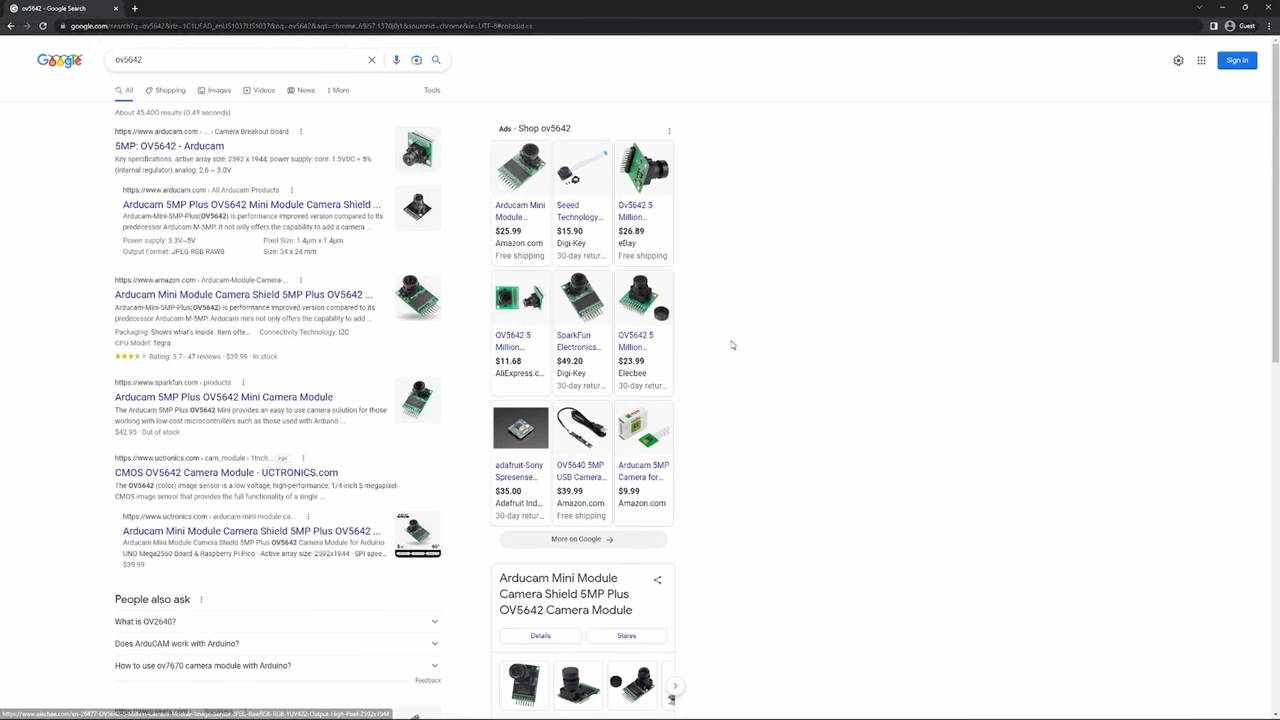 ov5642 - Google Search
Guest
Google
ov5642
Sign in
All
Shopping
Images
Videos
News
More
Tools
About 45,400 results (0.49 seconds)
https://www.arducam.com › ... › Camera Breakout Board
5MP: OV5642 - Arducam
Key specifications. active array size: 2592 x 1944; power supply: core: 1.5VDC + 5%
(internal regulator) analog: 2.6 ~ 3.0V
https://www.arducam.com › All Arducam Products
Arducam 5MP Plus OV5642 Mini Module Camera Shield ...
Arducam-Mini-5MP-Plus(OV5642) is performance improved version compared to its
predecessor Arducam-M-5MP. It not only offers the capability to add a camera ...
Power supply: 3.3V~5V
Pixel Size: 1.4μm x 1.4μm
Output Format: JPEG RGB RAW8
Size: 34 x 24 mm
https://www.amazon.com › Arducam-Module-Camera-...
Arducam Mini Module Camera Shield 5MP Plus OV5642 ...
Arducam-Mini-5MP-Plus(OV5642) is performance improved version compared to its
predecessor Arducam-M-5MP. Arducam mini not only offers the capability to add ...
Packaging: Shows what's inside. Item ofte...
Connectivity Technology: I2C
CPU Model: Tegra
Rating: 3.7 · 47 reviews · $39.99 · In stock
https://www.sparkfun.com › products
Arducam 5MP Plus OV5642 Mini Camera Module
The Arducam 5MP Plus OV5642 Mini provides an easy to use camera solution for those
working with low cost microcontrollers such as those used with Arduino ...
$42.95 · Out of stock
https://www.uctronics.com › cam_module › 1Inch...
PDF
CMOS OV5642 Camera Module - UCTRONICS.com
The OV5642 (color) image sensor is a low voltage, high-performance, 1/4-inch 5 megapixel.
CMOS image sensor that provides the full functionality of a single ...
https://www.uctronics.com › arducam-mini-module-ca...
Arducam Mini Module Camera Shield 5MP Plus OV5642 ...
Arducam Mini Module Camera Shield 5MP Plus OV5642 Camera Module for Arduino
UNO Mega2560 Board & Raspberry Pi Pico · Active array size: 2592x1944 · SPI spee...
$39.99
People also ask
What is OV2640?
Does ArduCAM work with Arduino?
How to use ov7670 camera module with Arduino?
Feedback
Ads · Shop ov5642
Arducam Mini
Module...
$25.99
Amazon.com
Free shipping
Seeed
Technology...
$15.90
Digi-Key
30-day retur...
Ov5642 5
Million...
$26.89
eBay
Free shipping
OV5642 5
Million...
$11.68
AliExpress.c...
SparkFun
Electronics...
$49.20
Digi-Key
30-day retur...
OV5642 5
Million...
$23.99
Elecbee
30-day retur...
adafruit-Sony
Spresense...
$35.00
Adafruit Ind...
30-day retur...
OV5640 5MP
USB Camera...
$39.99
Amazon.com
Free shipping
Arducam 5MP
Camera for...
$9.99
Amazon.com
More on Google
Arducam Mini Module
Camera Shield 5MP Plus
OV5642 Camera Module
Details
Stores